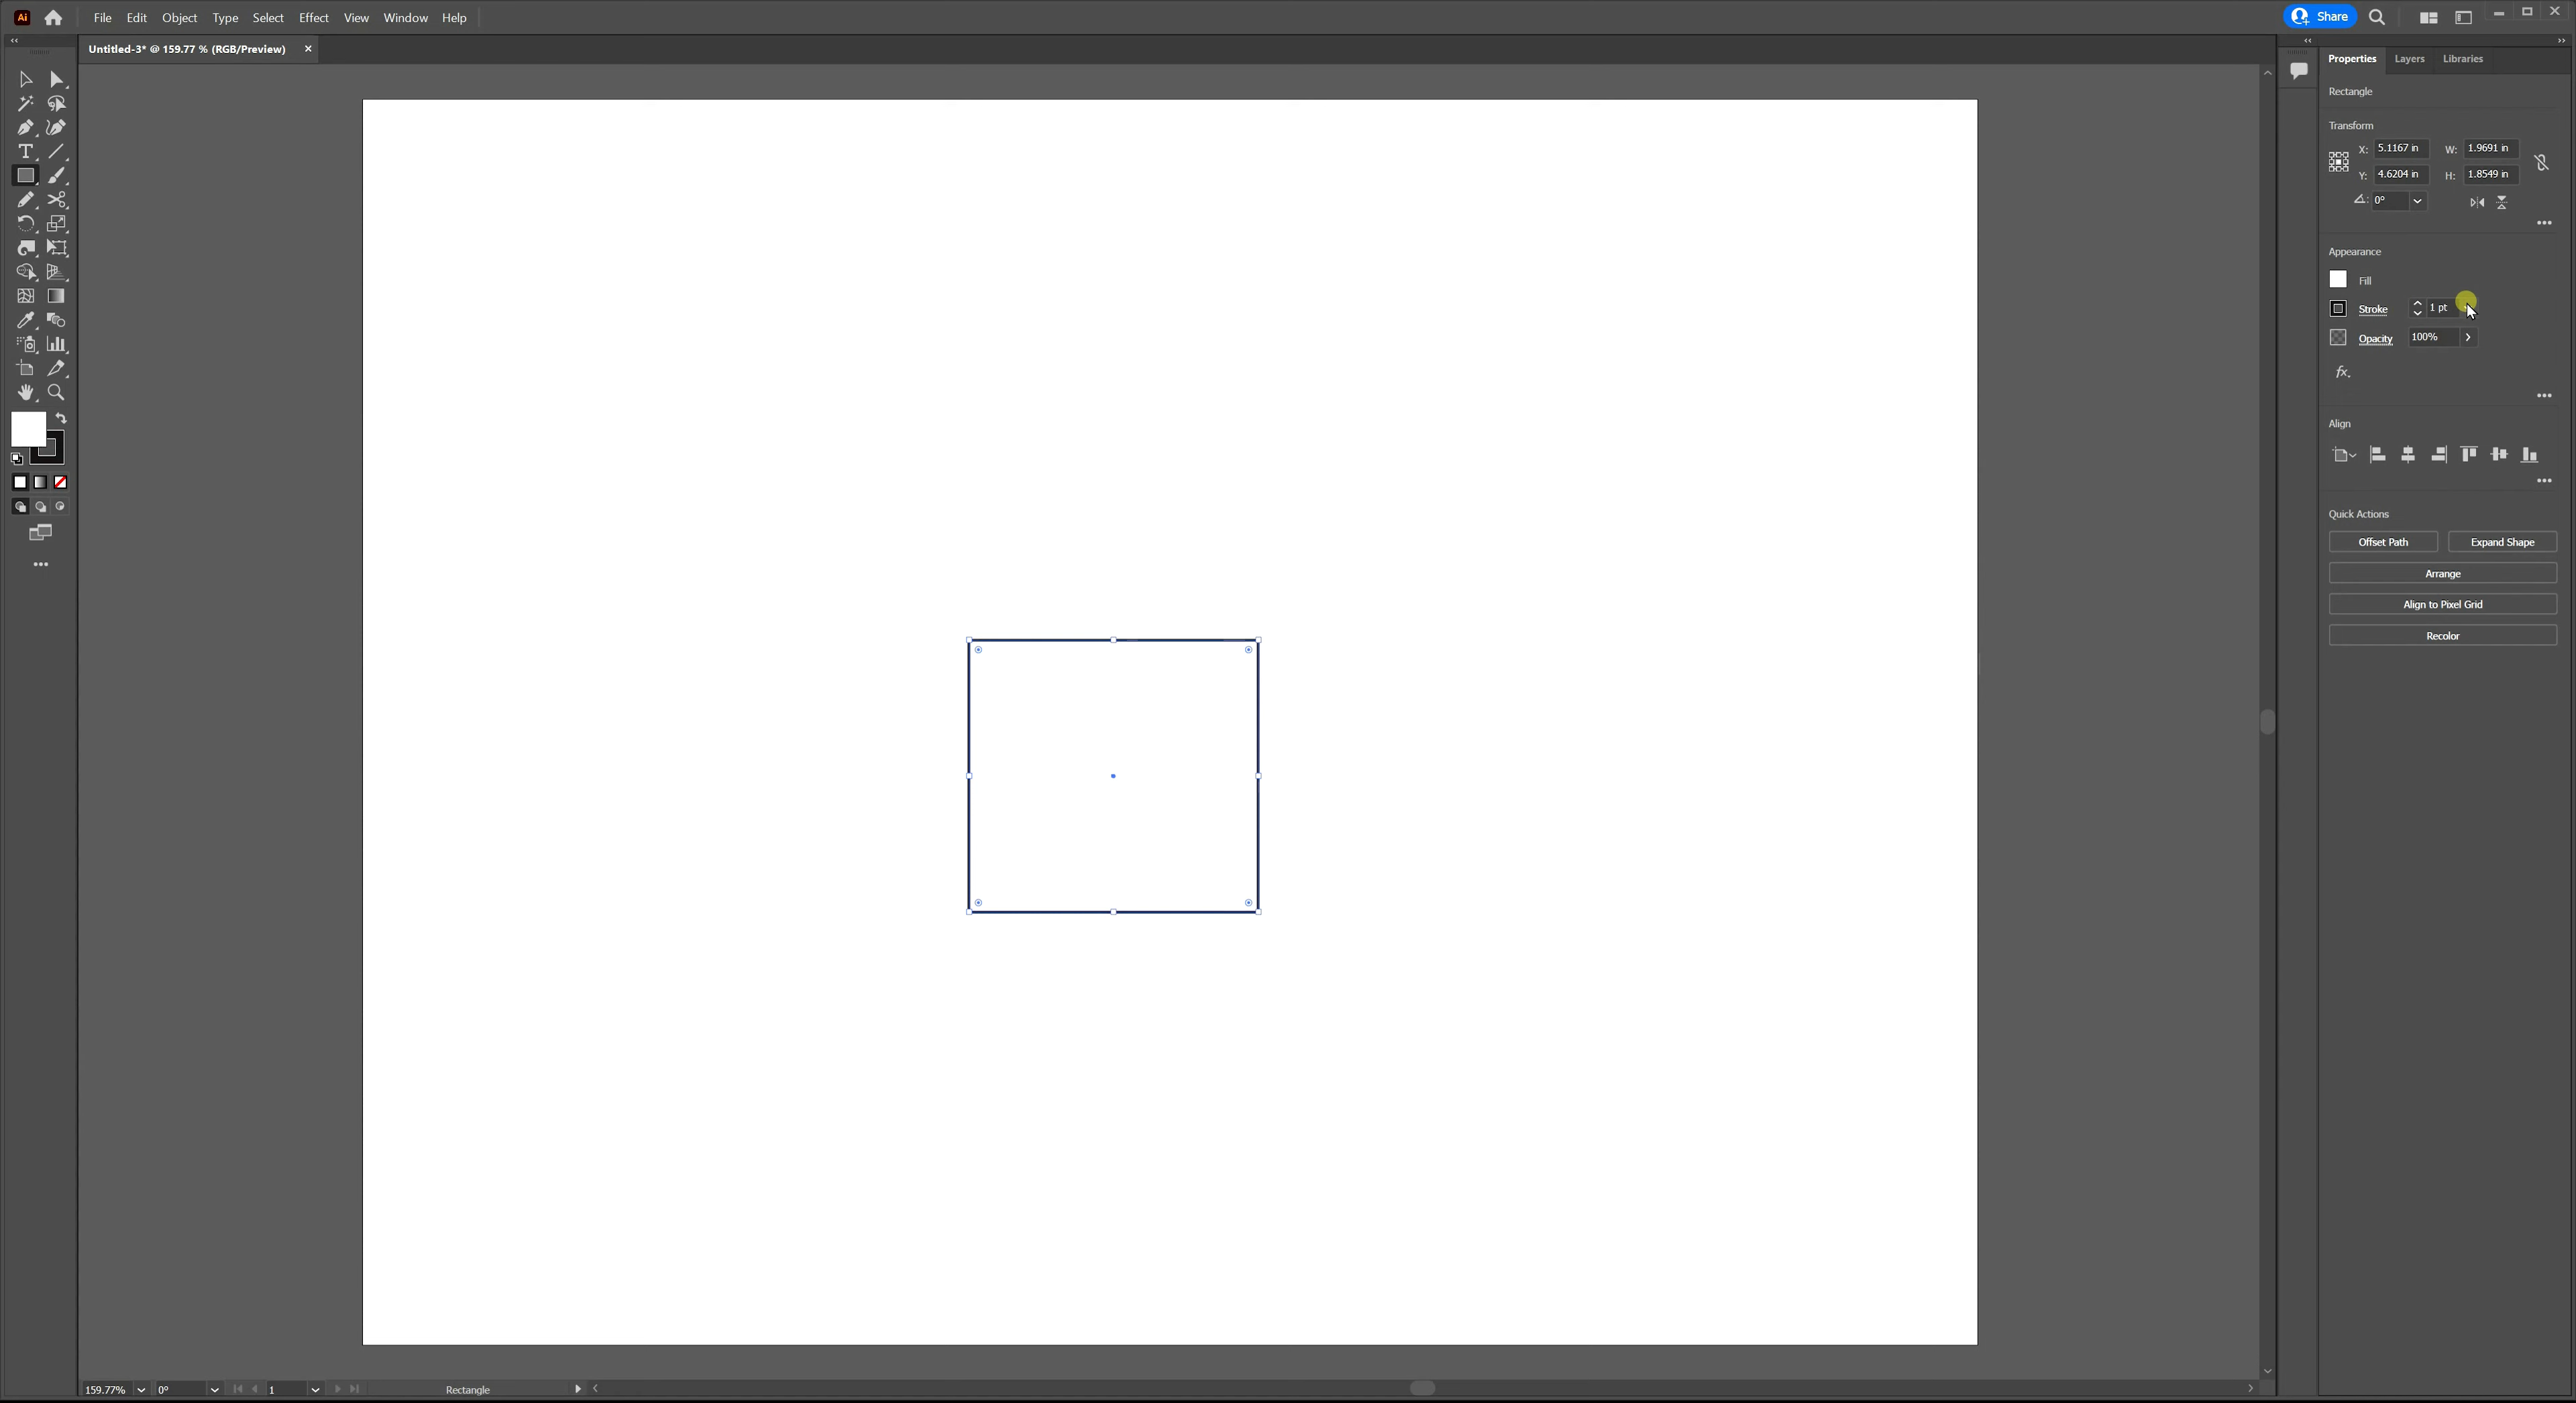 Ai File Edit Object Type Select Effect View Window Help Share
Untitled-3* @ 159.77 % (RGB/Preview)
Properties Layers Libraries
Rectangle
Transform
X: 5.1167 in W: 1.9691 in
Y: 4.6204 in H: 1.8549 in
0°
Appearance
Fill
Stroke 1 pt
Opacity 100%
fx.
Align
Quick Actions
Offset Path Expand Shape
Arrange
Align to Pixel Grid
Recolor
159.77% 0° 1 Rectangle